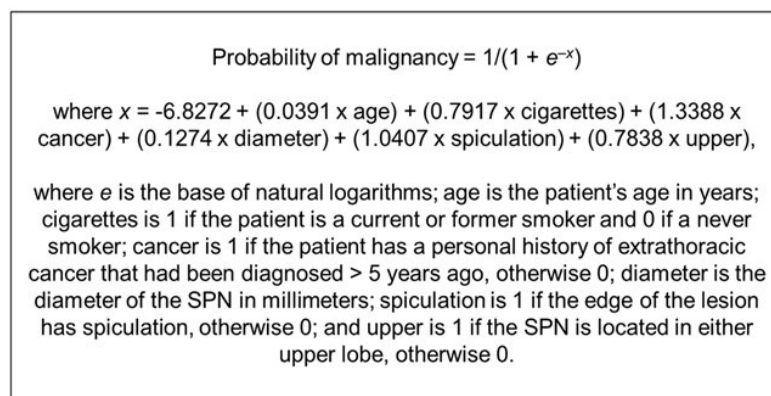 Probability of malignancy = 1/(1 + e⁻ˣ)
where x = -6.8272 + (0.0391 x age) + (0.7917 x cigarettes) + (1.3388 x
cancer) + (0.1274 x diameter) + (1.0407 x spiculation) + (0.7838 x upper),
where e is the base of natural logarithms; age is the patient’s age in years;
cigarettes is 1 if the patient is a current or former smoker and 0 if a never
smoker; cancer is 1 if the patient has a personal history of extrathoracic
cancer that had been diagnosed > 5 years ago, otherwise 0; diameter is the
diameter of the SPN in millimeters; spiculation is 1 if the edge of the lesion
has spiculation, otherwise 0; and upper is 1 if the SPN is located in either
upper lobe, otherwise 0.